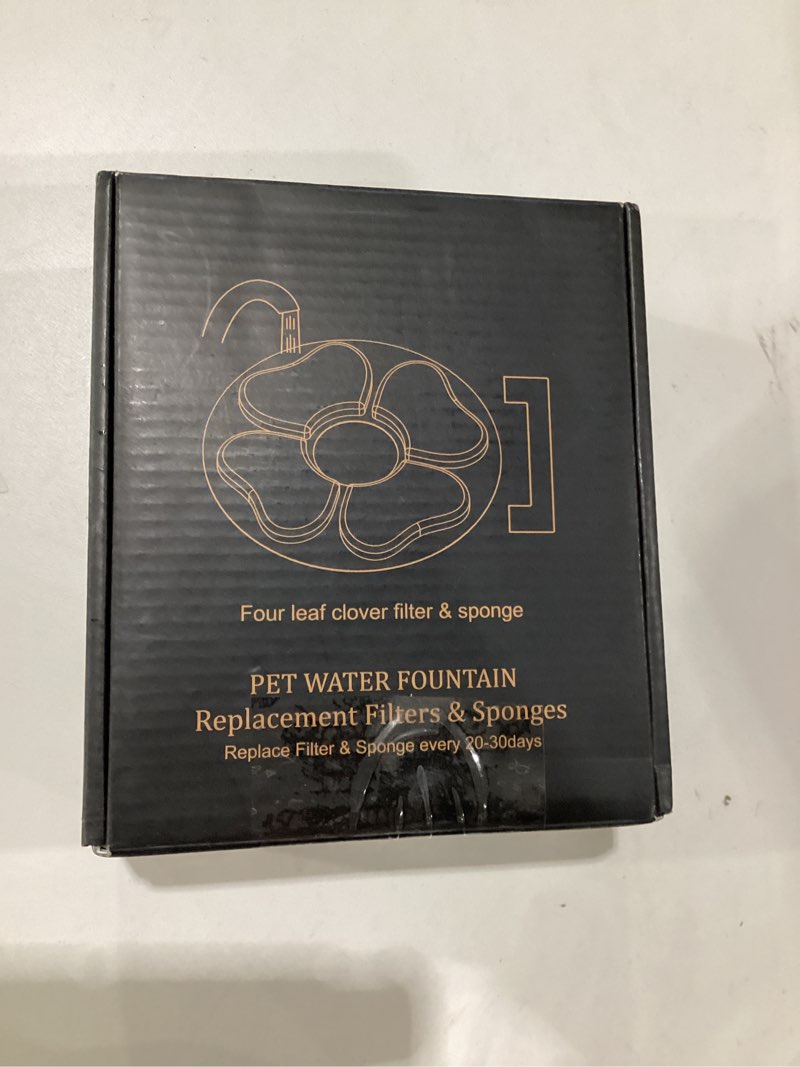 Four leaf clover filter & sponge
PET WATER FOUNTAIN
Replacement Filters & Sponges
Replace Filter & Sponge every 20-30days